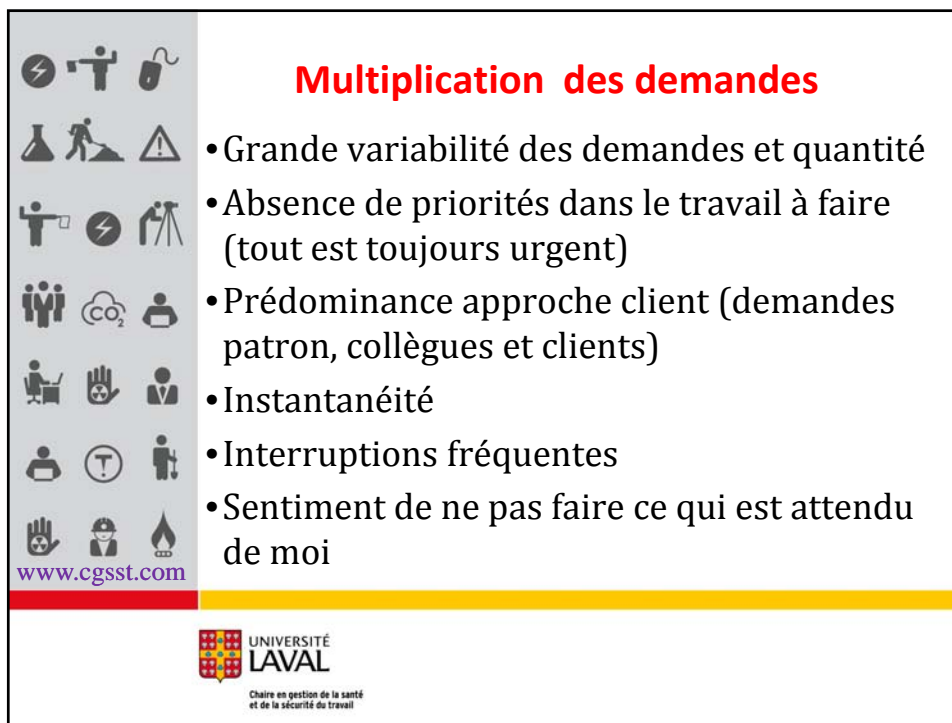 Multiplication  des demandes
•Grande variabilité des demandes et quantité
•Absence de priorités dans le travail à faire
(tout est toujours urgent)
•Prédominance approche client (demandes
patron, collègues et clients)
•Instantanéité
•Interruptions fréquentes
•Sentiment de ne pas faire ce qui est attendu
de moi
CO2
T
www.cgsst.com
UNIVERSITÉ
LAVAL
Chaire en gestion de la santé
et de la sécurité du travail